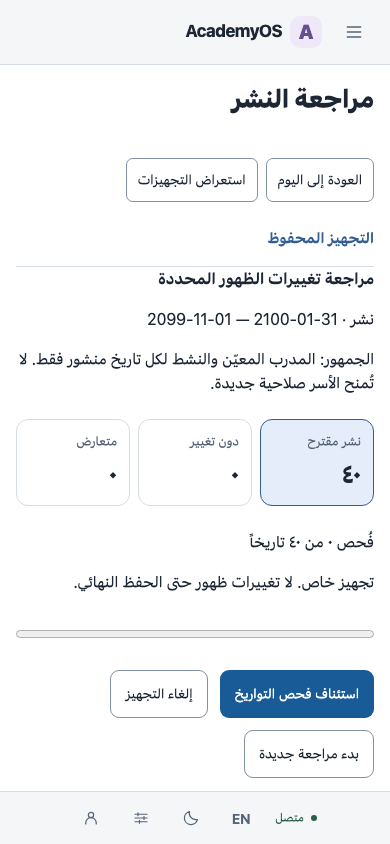 A AcademyOS
مراجعة النشر
العودة إلى اليوم
استعراض التجهيزات
التجهيز المحفوظ
مراجعة تغييرات الظهور المحددة
نشر · 2099-11-01 — 2100-01-31
الجمهور: المدرب المعيّن والنشط لكل تاريخ منشور فقط. لا
تُمنح الأسر صلاحية جديدة.
نشر مقترح
٤٠
دون تغيير
٠
متعارض
٠
فُحص ٠ من ٤٠ تاريخاً
تجهيز خاص. لا تغييرات ظهور حتى الحفظ النهائي.
استئناف فحص التواريخ
إلغاء التجهيز
بدء مراجعة جديدة
متصل
EN